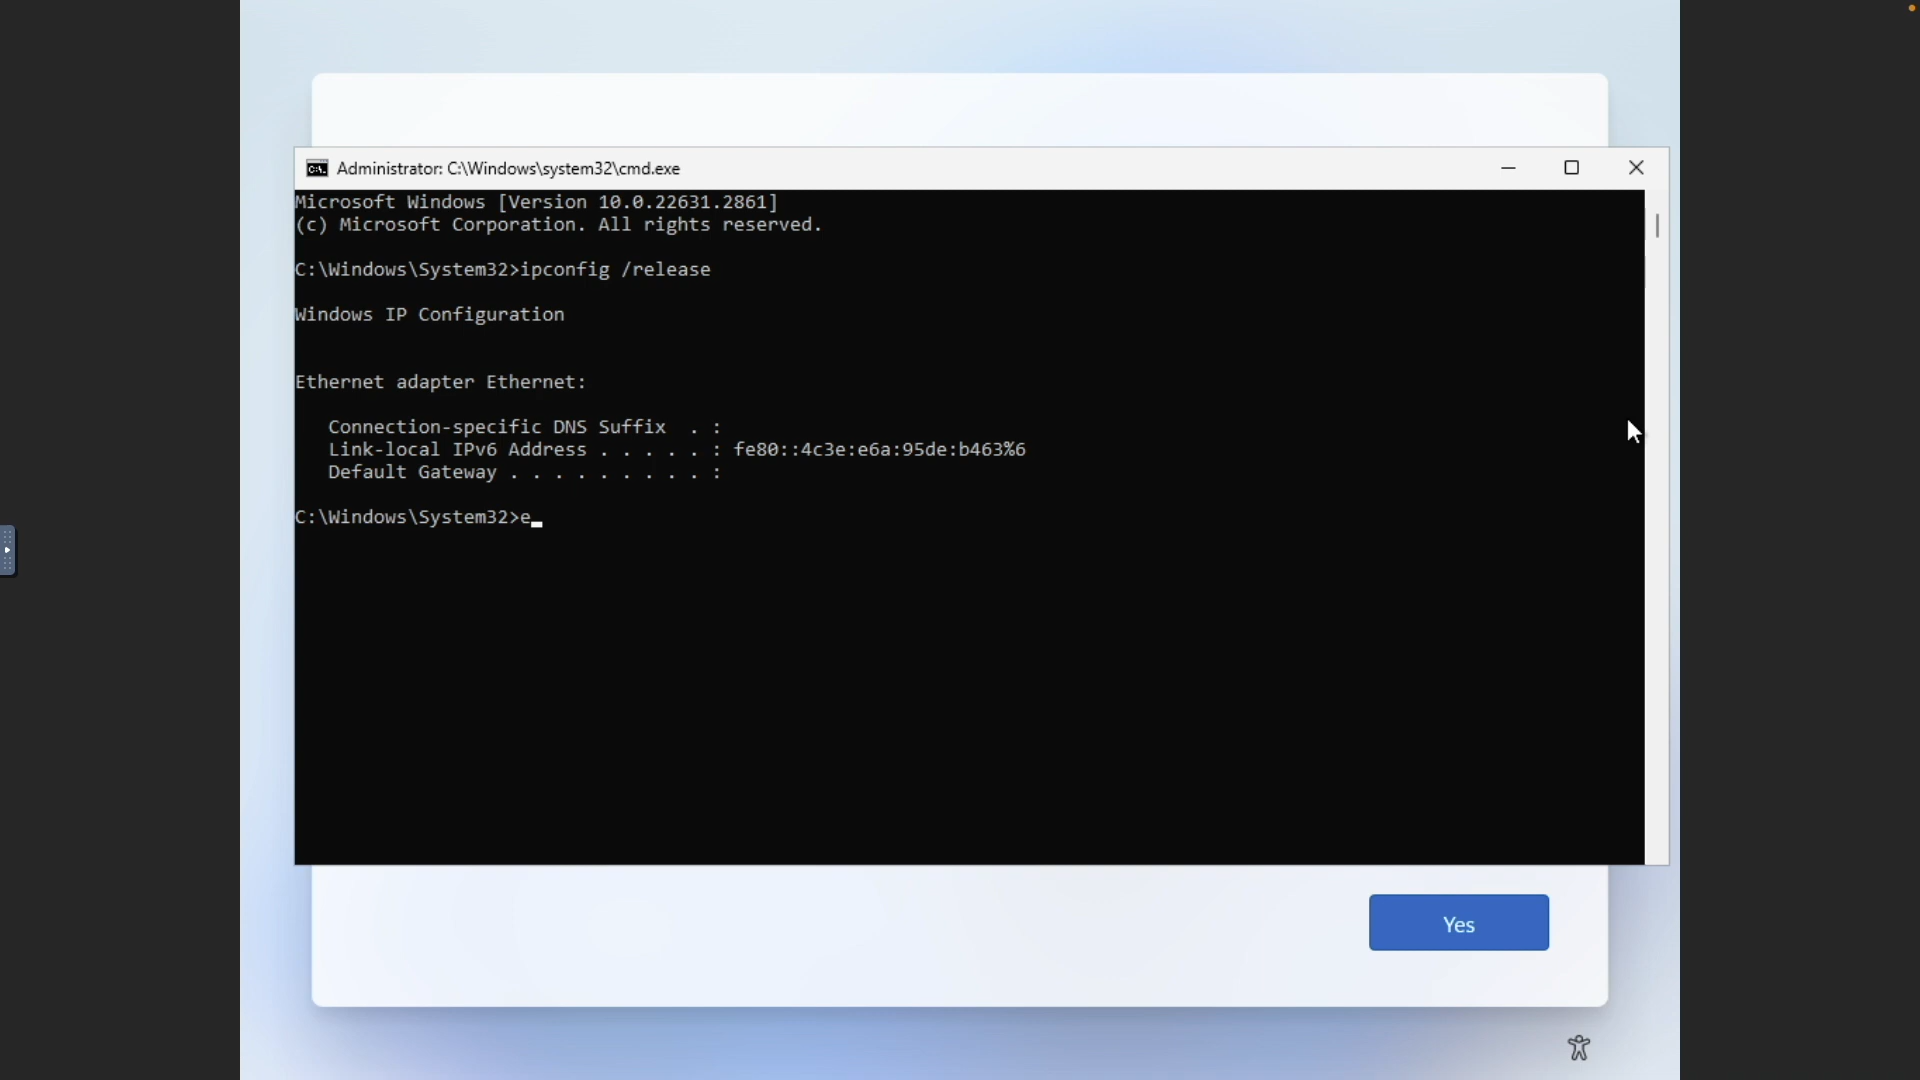 Administrator: C:\Windows\system32\cmd.exe
Microsoft Windows [Version 10.0.22631.2861]
(c) Microsoft Corporation. All rights reserved.
C:\Windows\System32>ipconfig /release
Windows IP Configuration
Ethernet adapter Ethernet:
Connection-specific DNS Suffix  . :
Link-local IPv6 Address . . . . . : fe80::4c3e:e6a:95de:b463%6
Default Gateway . . . . . . . . . :
C:\Windows\System32>e_
Yes